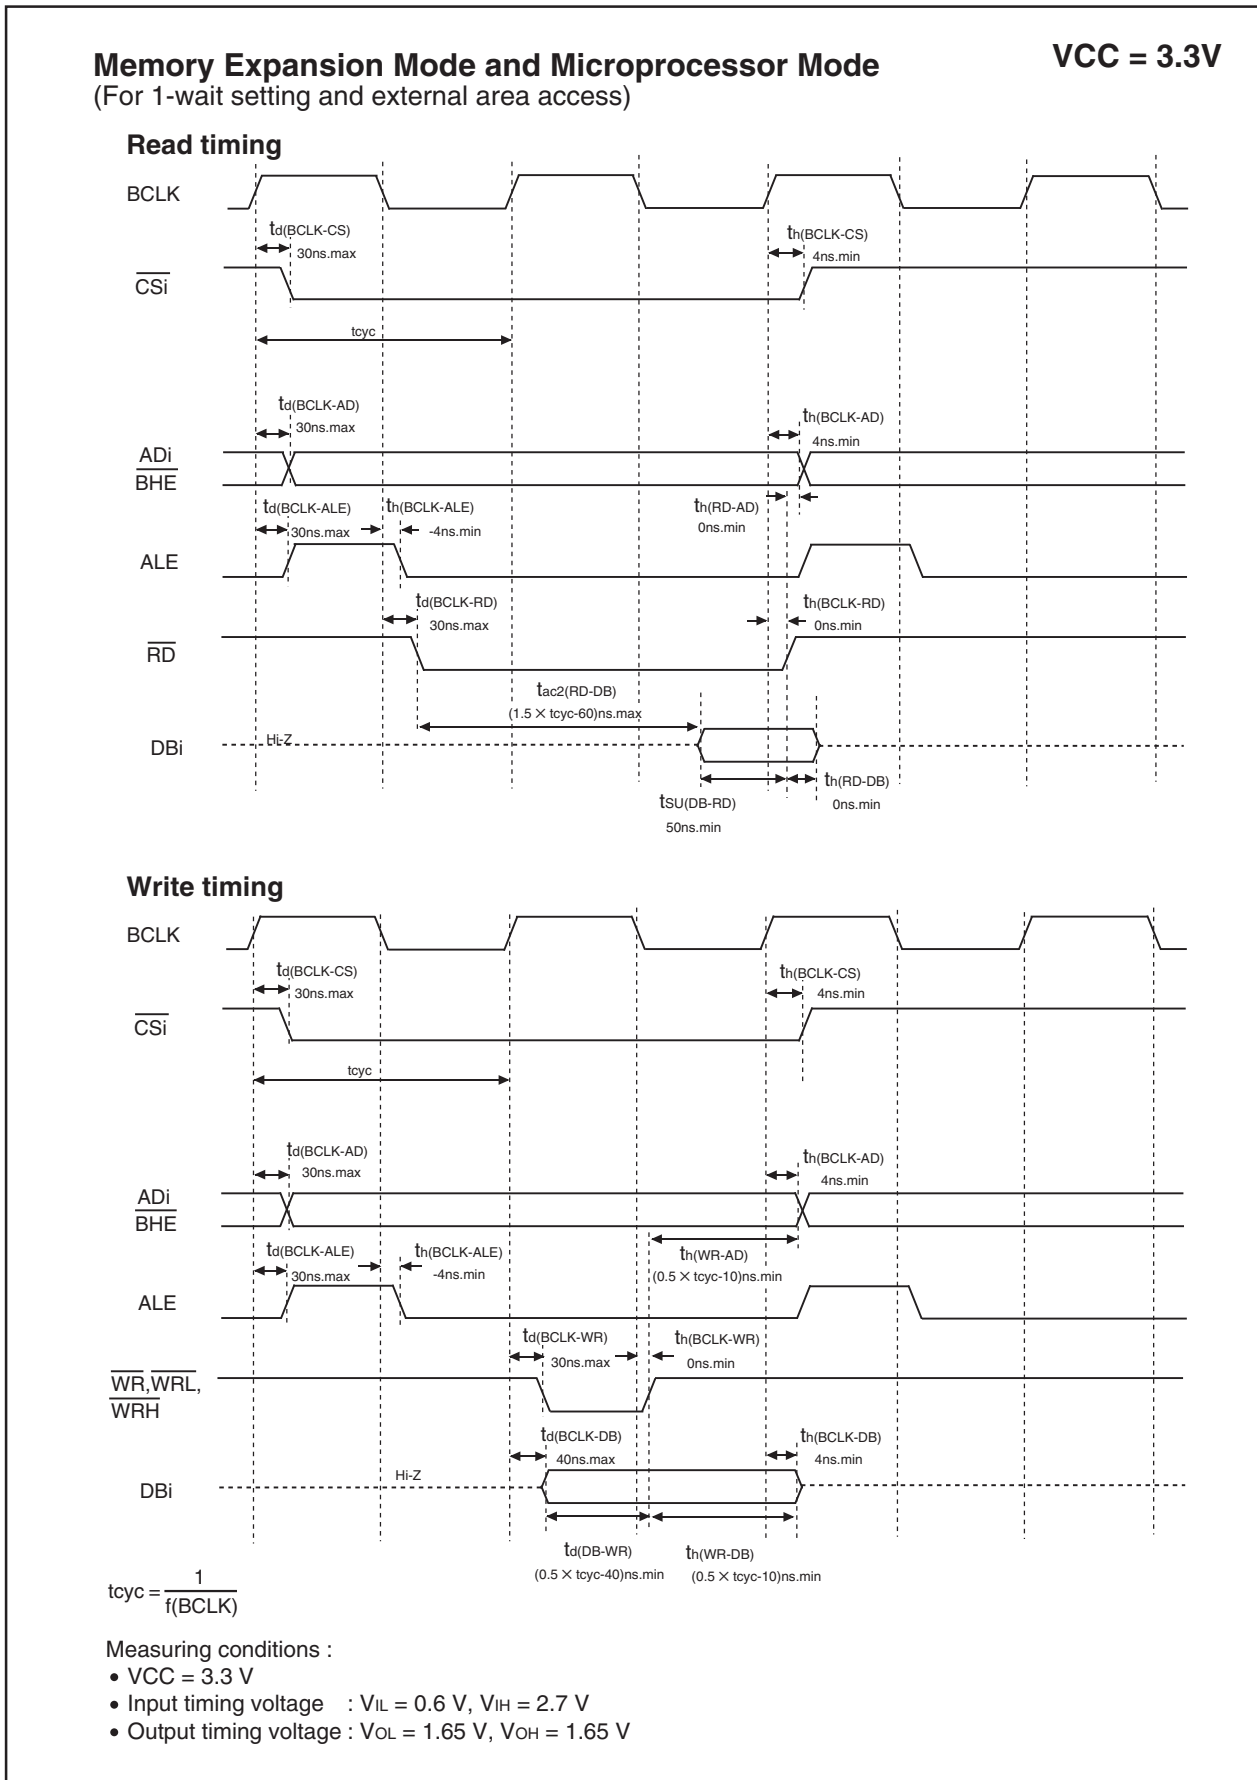 Memory Expansion Mode and Microprocessor Mode
VCC = 3.3V
(For 1-wait setting and external area access)
Read timing
BCLK
td(BCLK-CS)
30ns.max
th(BCLK-CS)
4ns.min
CSi
tcyc
td(BCLK-AD)
30ns.max
th(BCLK-AD)
4ns.min
ADi
BHE
td(BCLK-ALE)
30ns.max
th(BCLK-ALE)
-4ns.min
th(RD-AD)
0ns.min
ALE
td(BCLK-RD)
30ns.max
th(BCLK-RD)
0ns.min
RD
tac2(RD-DB)
(1.5 × tcyc-60)ns.max
DBi
Hi-Z
tSU(DB-RD)
50ns.min
th(RD-DB)
0ns.min
Write timing
BCLK
td(BCLK-CS)
30ns.max
th(BCLK-CS)
4ns.min
CSi
tcyc
td(BCLK-AD)
30ns.max
th(BCLK-AD)
4ns.min
ADi
BHE
td(BCLK-ALE)
30ns.max
th(BCLK-ALE)
-4ns.min
th(WR-AD)
(0.5 × tcyc-10)ns.min
ALE
td(BCLK-WR)
30ns.max
th(BCLK-WR)
0ns.min
WR,WRL,
WRH
td(BCLK-DB)
40ns.max
th(BCLK-DB)
4ns.min
DBi
Hi-Z
td(DB-WR)
(0.5 × tcyc-40)ns.min
th(WR-DB)
(0.5 × tcyc-10)ns.min
tcyc = 1
f(BCLK)
Measuring conditions :
• VCC = 3.3 V
• Input timing voltage : VIL = 0.6 V, VIH = 2.7 V
• Output timing voltage : VOL = 1.65 V, VOH = 1.65 V